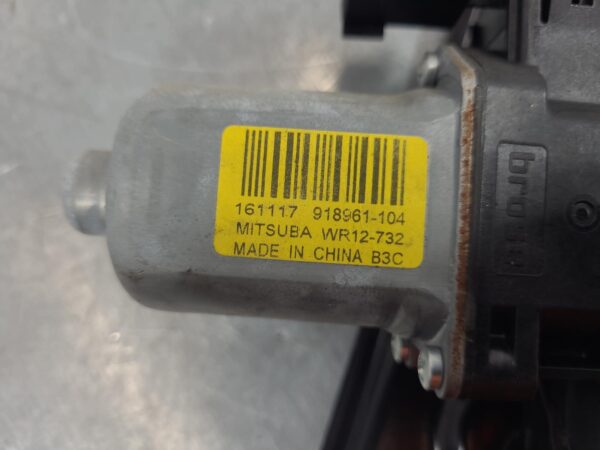 161117 918961-104
MITSUBA WR12-732
MADE IN CHINA B3C